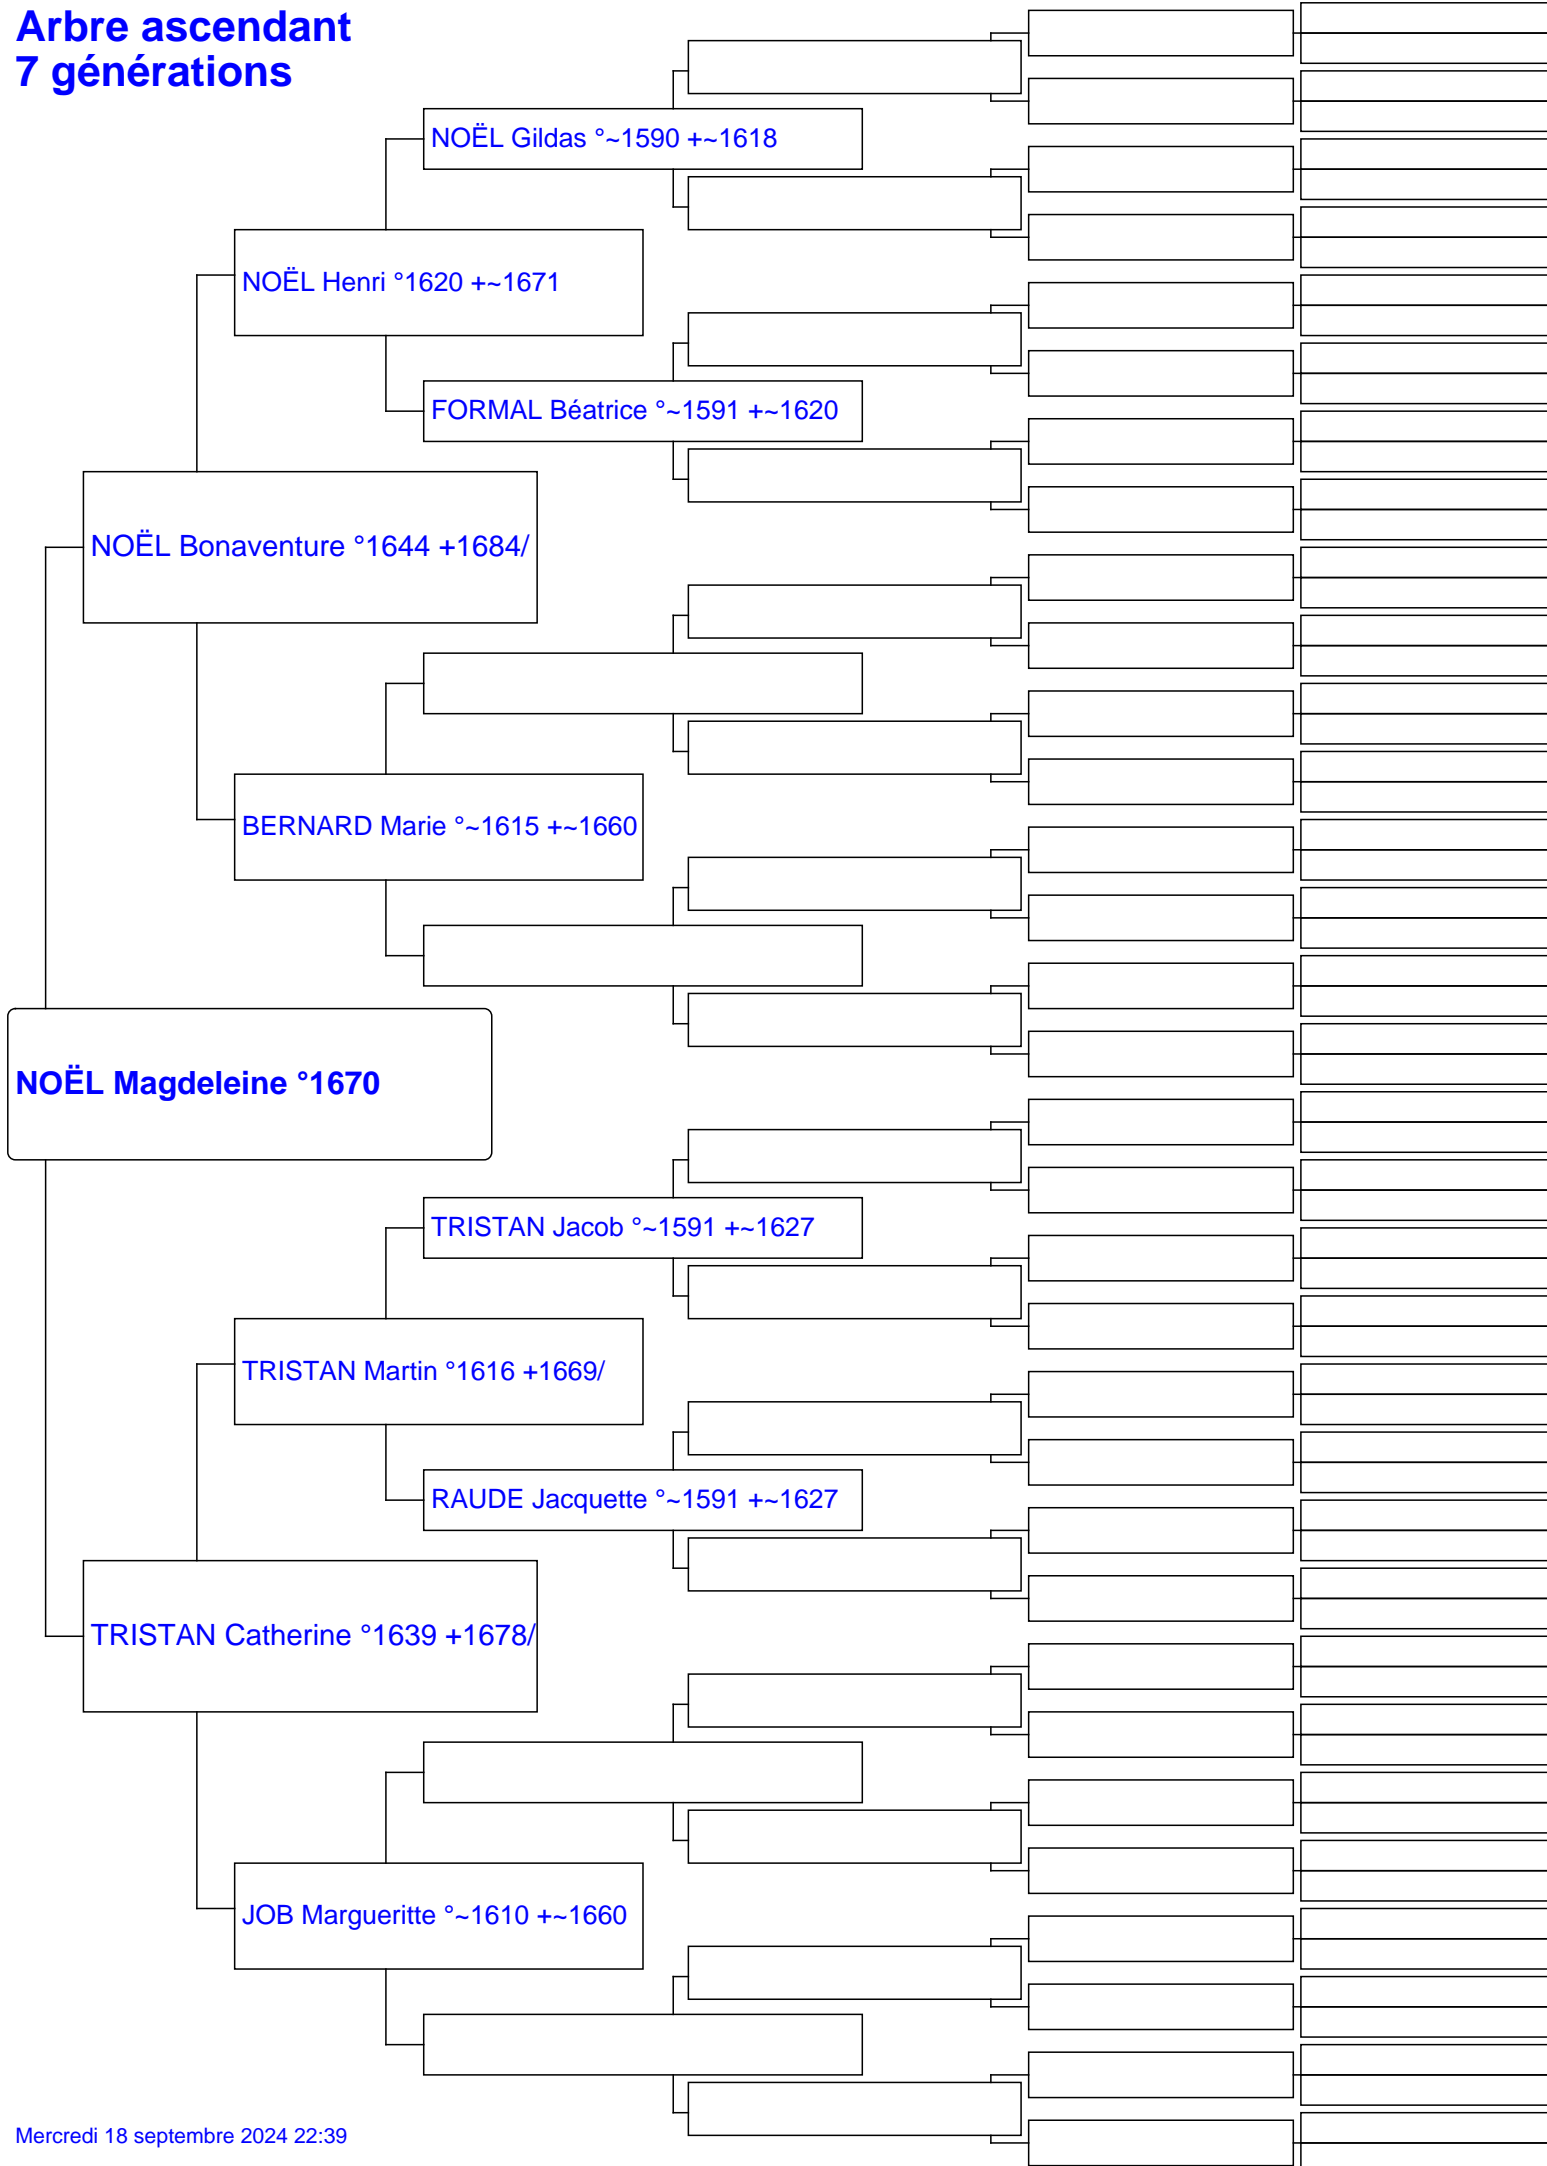 Arbre ascendant
7 générations
NOËL Gildas °~1590 +~1618
NOËL Henri °1620 +~1671
FORMAL Béatrice °~1591 +~1620
NOËL Bonaventure °1644 +1684/
BERNARD Marie °~1615 +~1660
NOËL Magdeleine °1670
TRISTAN Jacob °~1591 +~1627
TRISTAN Martin °1616 +1669/
RAUDE Jacquette °~1591 +~1627
TRISTAN Catherine °1639 +1678/
JOB Margueritte °~1610 +~1660
Mercredi 18 septembre 2024 22:39